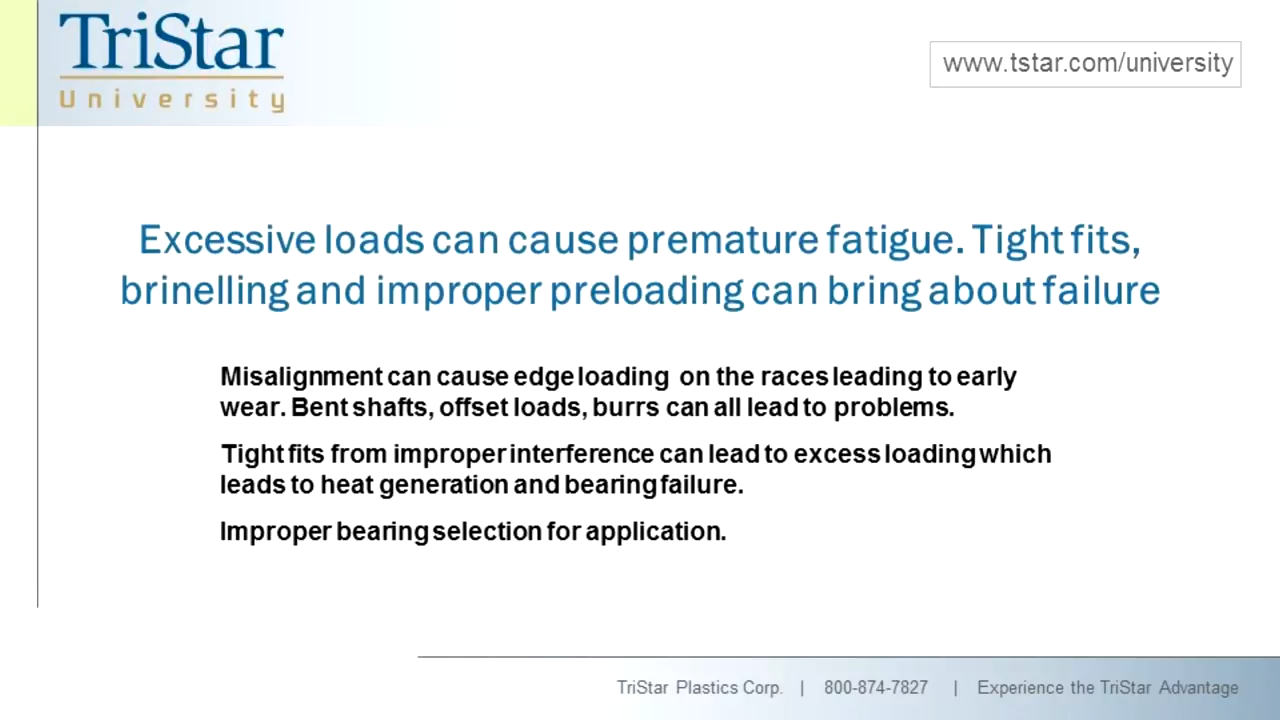 TriStar
University
www.tstar.com/university
Excessive loads can cause premature fatigue. Tight fits,
brinelling and improper preloading can bring about failure
Misalignment can cause edge loading on the races leading to early
wear. Bent shafts, offset loads, burrs can all lead to problems.
Tight fits from improper interference can lead to excess loading which
leads to heat generation and bearing failure.
Improper bearing selection for application.
TriStar Plastics Corp. | 800-874-7827 | Experience the TriStar Advantage